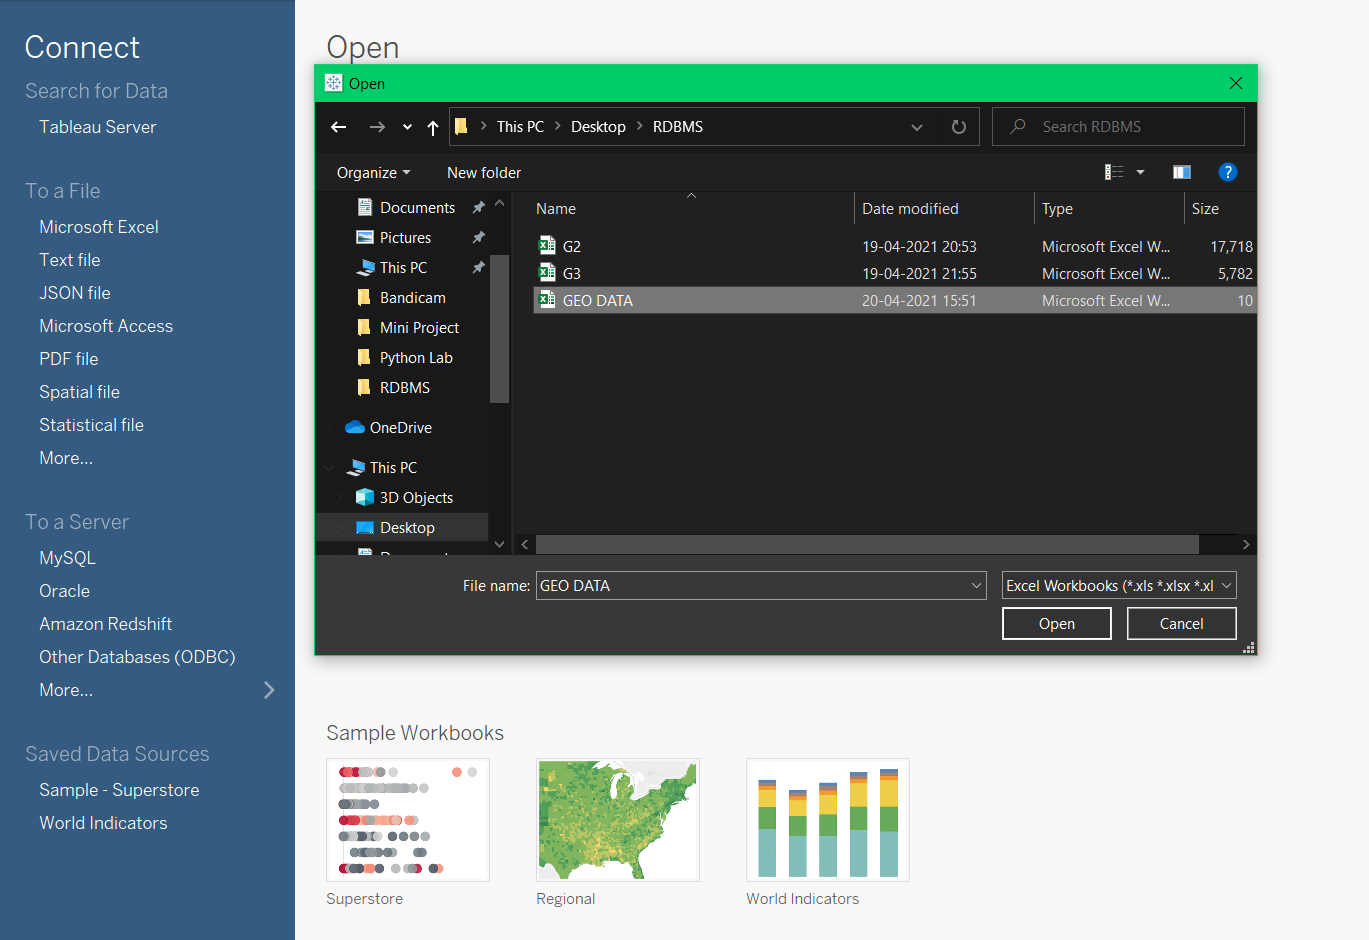 Connect
Search for Data
Tableau Server
To a File
Microsoft Excel
Text file
JSON file
Microsoft Access
PDF file
Spatial file
Statistical file
More...
To a Server
MySQL
Oracle
Amazon Redshift
Other Databases (ODBC)
More...
Saved Data Sources
Sample - Superstore
World Indicators
Open
Open
This PC > Desktop > RDBMS
Search RDBMS
Organize
New folder
?
Documents
Pictures
This PC
Bandicam
Mini Project
Python Lab
RDBMS
OneDrive
This PC
3D Objects
Desktop
Name Date modified Type Size
G2 19-04-2021 20:53 Microsoft Excel W... 17,718
G3 19-04-2021 21:55 Microsoft Excel W... 5,782
GEO DATA 20-04-2021 15:51 Microsoft Excel W... 10
File name: GEO DATA
Excel Workbooks (*.xls *.xlsx *.xl
Open
Cancel
Sample Workbooks
Superstore
Regional
World Indicators